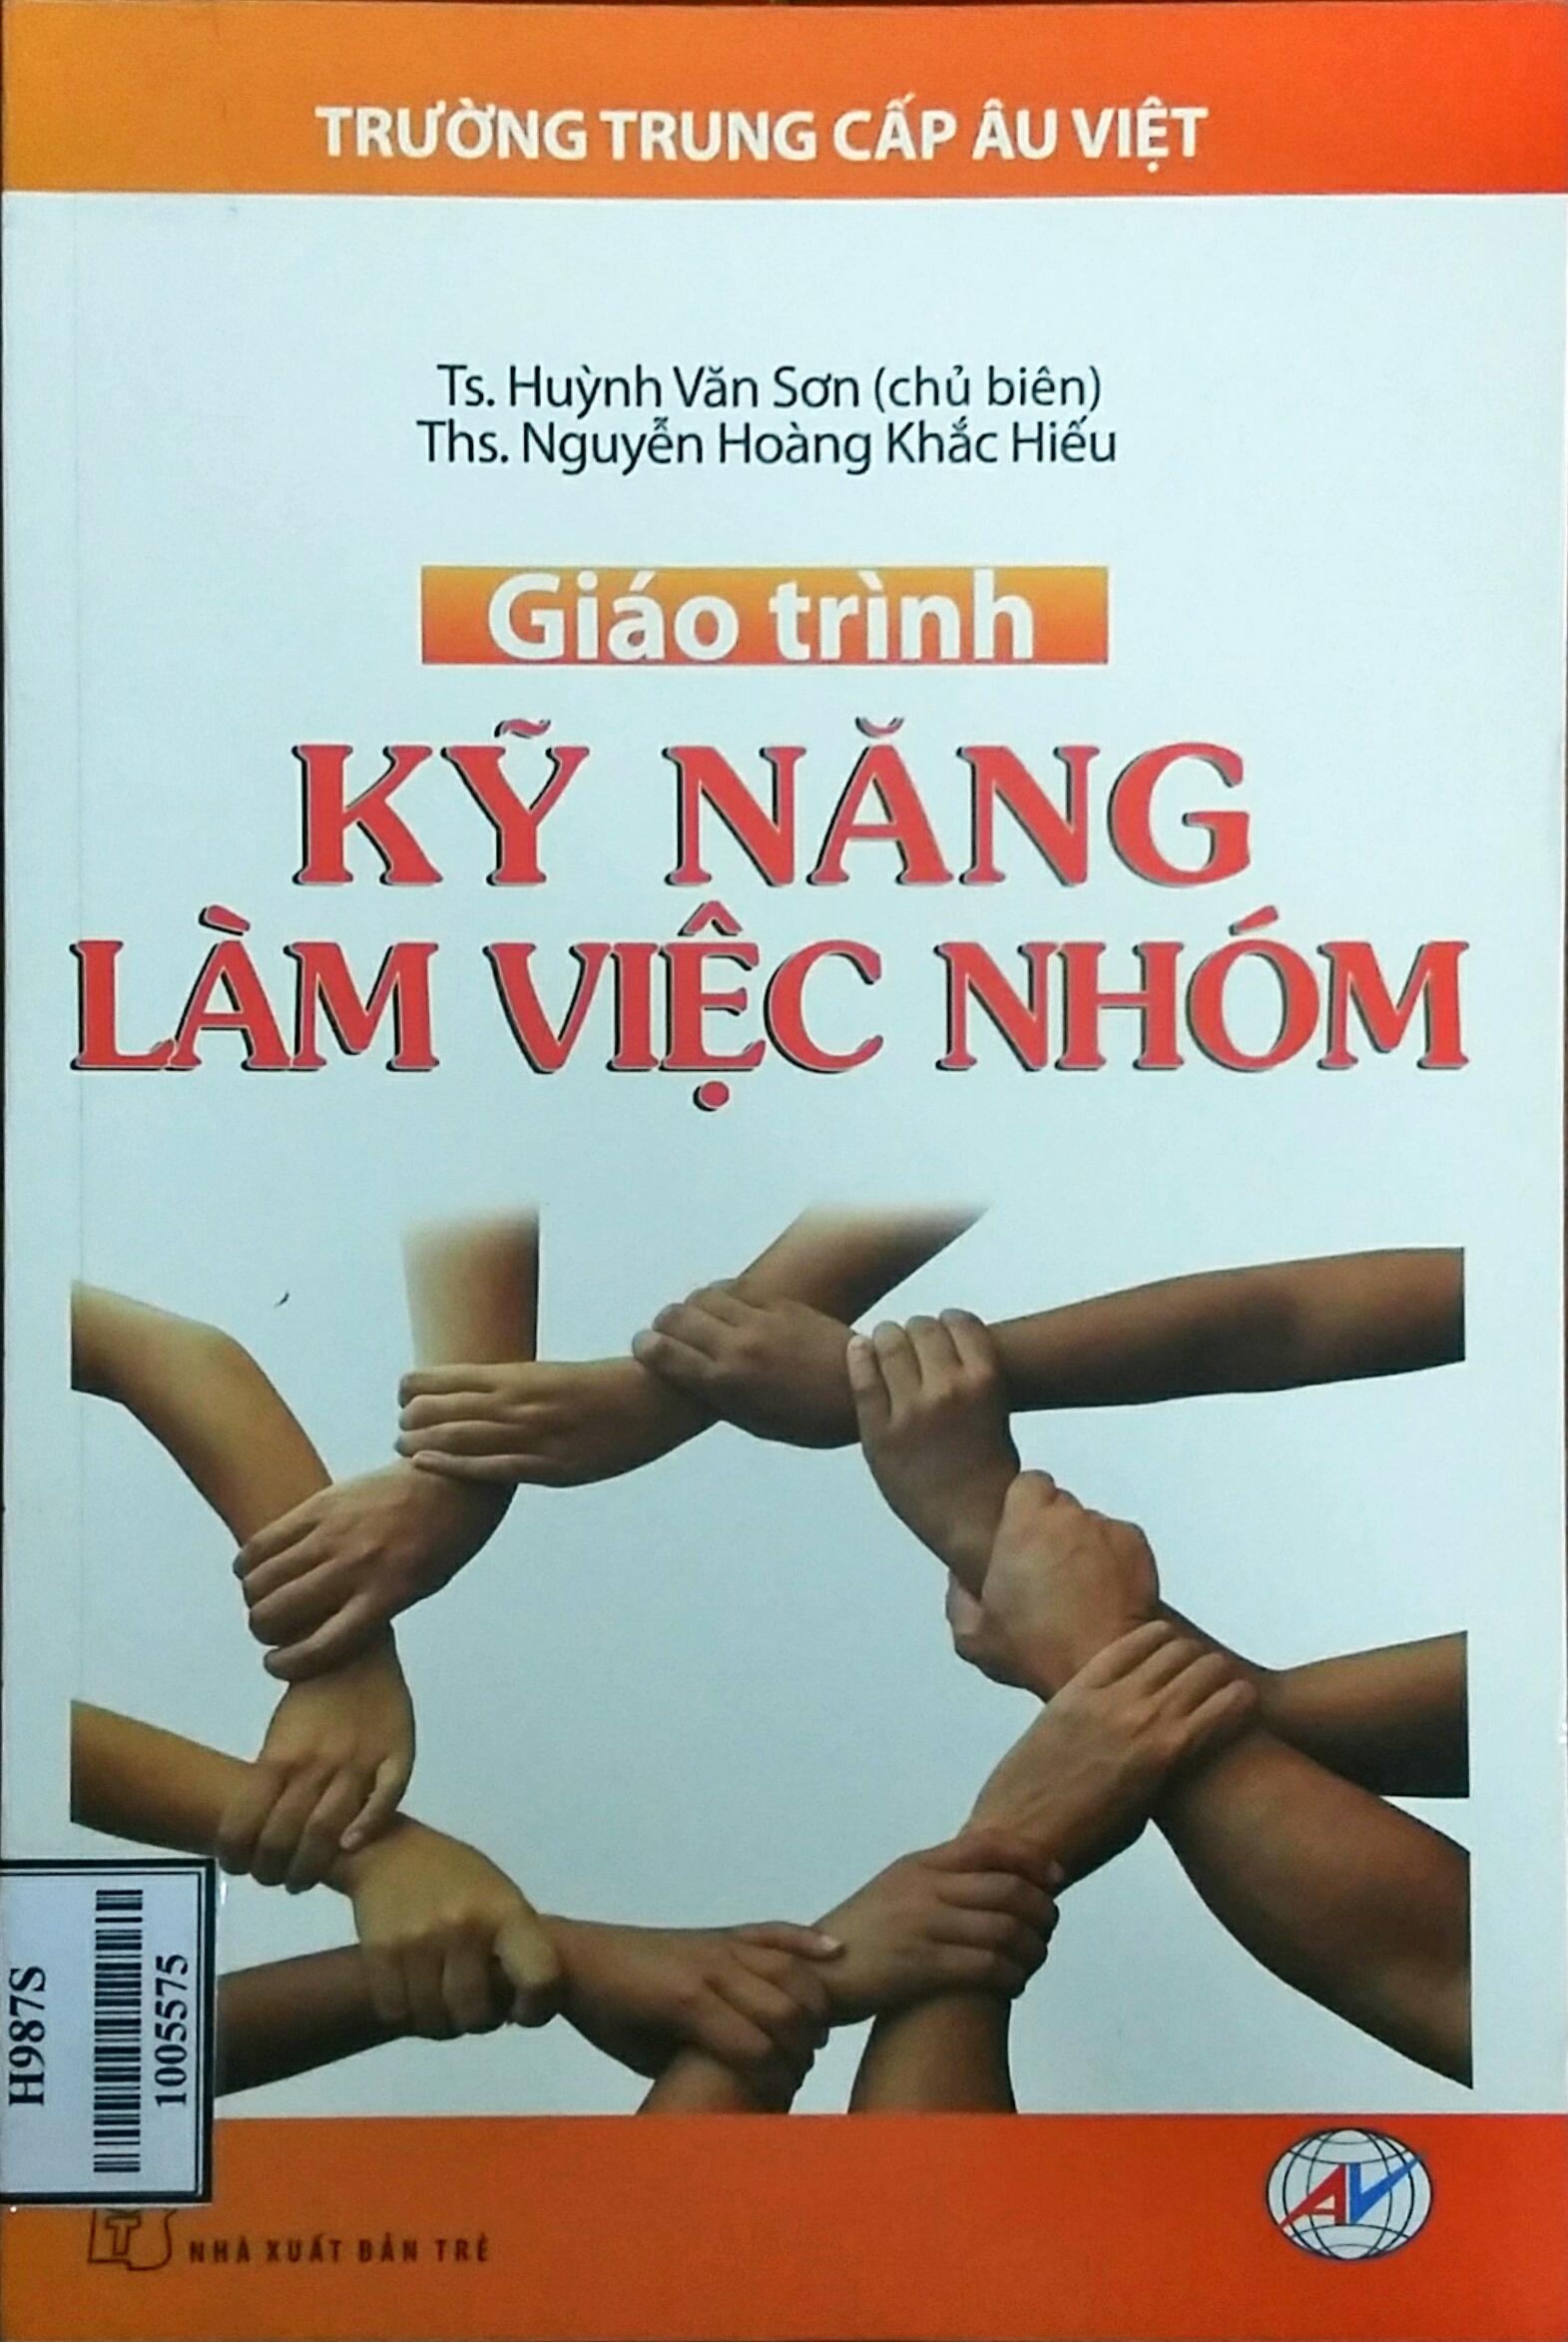 TRƯỜNG TRUNG CẤP ÂU VIỆT
Ts. Huỳnh Văn Sơn (chủ biên)
Ths. Nguyễn Hoàng Khắc Hiếu
Giáo trình
KỸ NĂNG
LÀM VIỆC NHÓM
H987S
1005575
NHÀ XUẤT BẢN TRẺ
AV